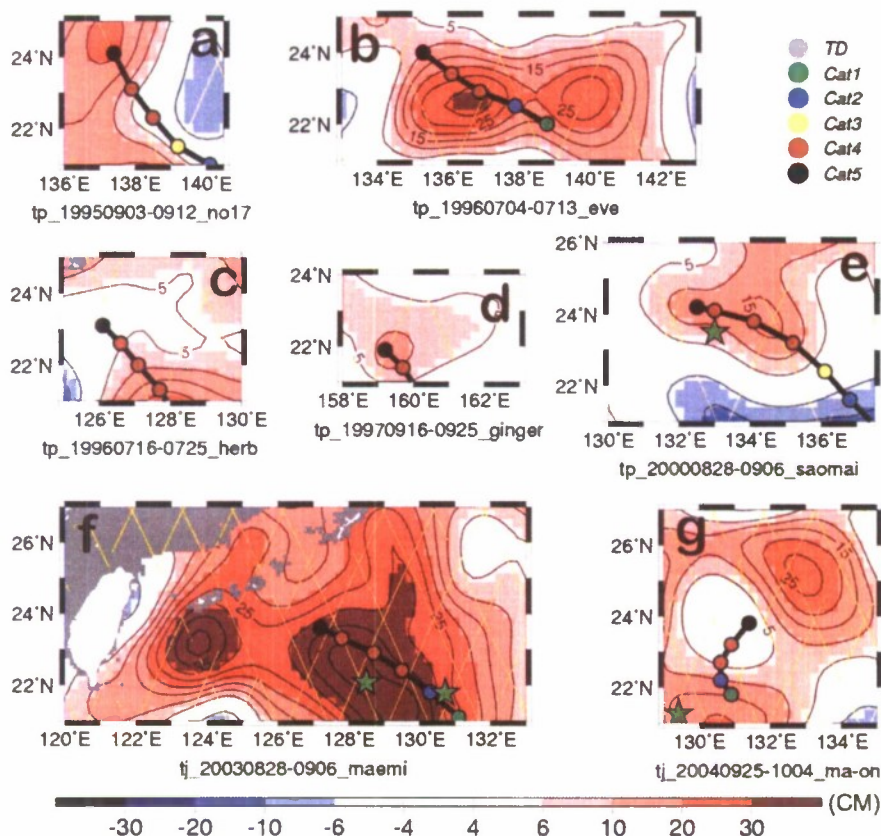 a
24°N
22°N
136°E 138°E 140°E
tp_19950903-0912_no17
b
5
15
25
25
15
24°N
22°N
134°E 136°E 138°E 140°E 142°E
tp_19960704-0713_eve
TD
Cat1
Cat2
Cat3
Cat4
Cat5
c
5
5
24°N
22°N
126°E 128°E 130°E
tp_19960716-0725_herb
d
5
5
24°N
22°N
158°E 160°E 162°E
tp_19970916-0925_ginger
e
5
15
26°N
24°N
22°N
130°E 132°E 134°E 136°E
tp_20000828-0906_saomai
f
25
25
26°N
24°N
22°N
120°E 122°E 124°E 126°E 128°E 130°E 132°E
tj_20030828-0906_maemi
g
15
25
5
26°N
24°N
22°N
130°E 132°E 134°E
tj_20040925-1004_ma-on
-30 -20 -10 -6 -4 4 6 10 20 30 (CM)